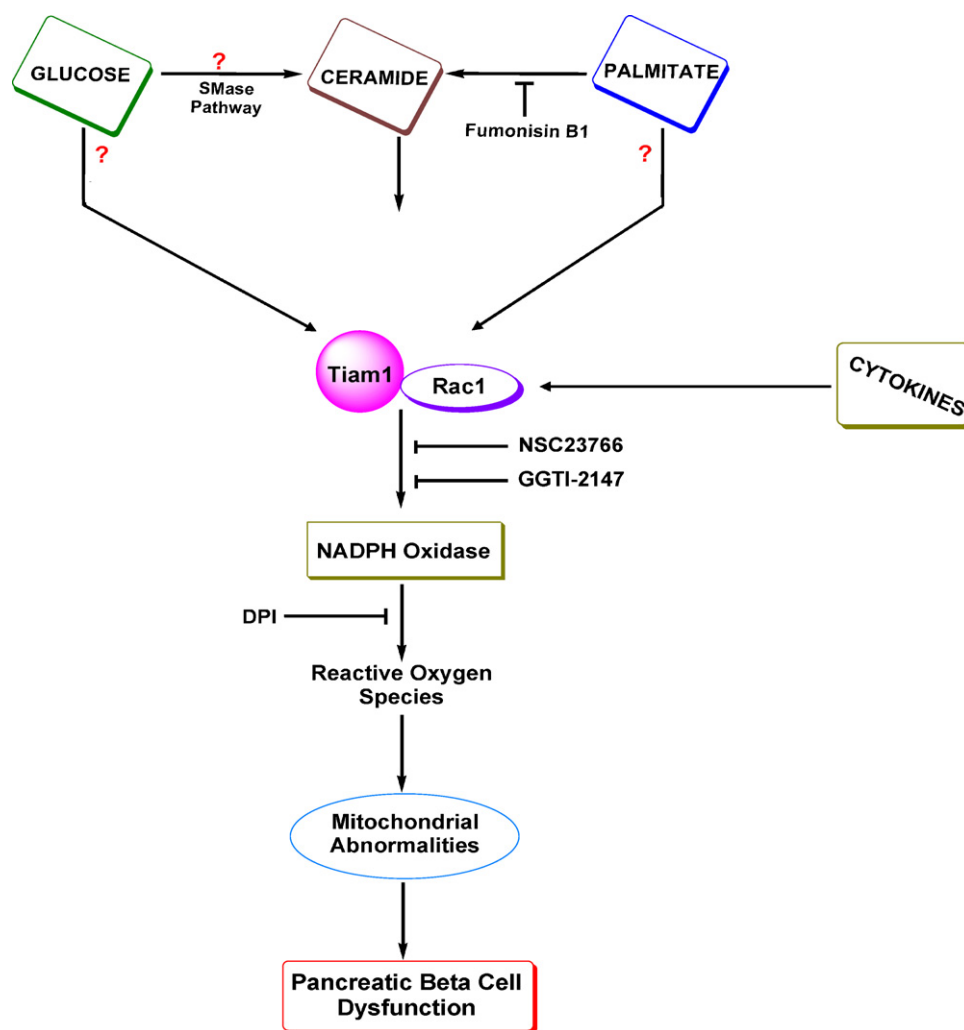 ?
GLUCOSE
CERAMIDE
PALMITATE
SMase
Pathway
Fumonisin B1
?
?
Tiam1
Rac1
CYTOKINES
NSC23766
GGTI-2147
NADPH Oxidase
DPI
Reactive Oxygen
Species
Mitochondrial
Abnormalities
Pancreatic Beta Cell
Dysfunction